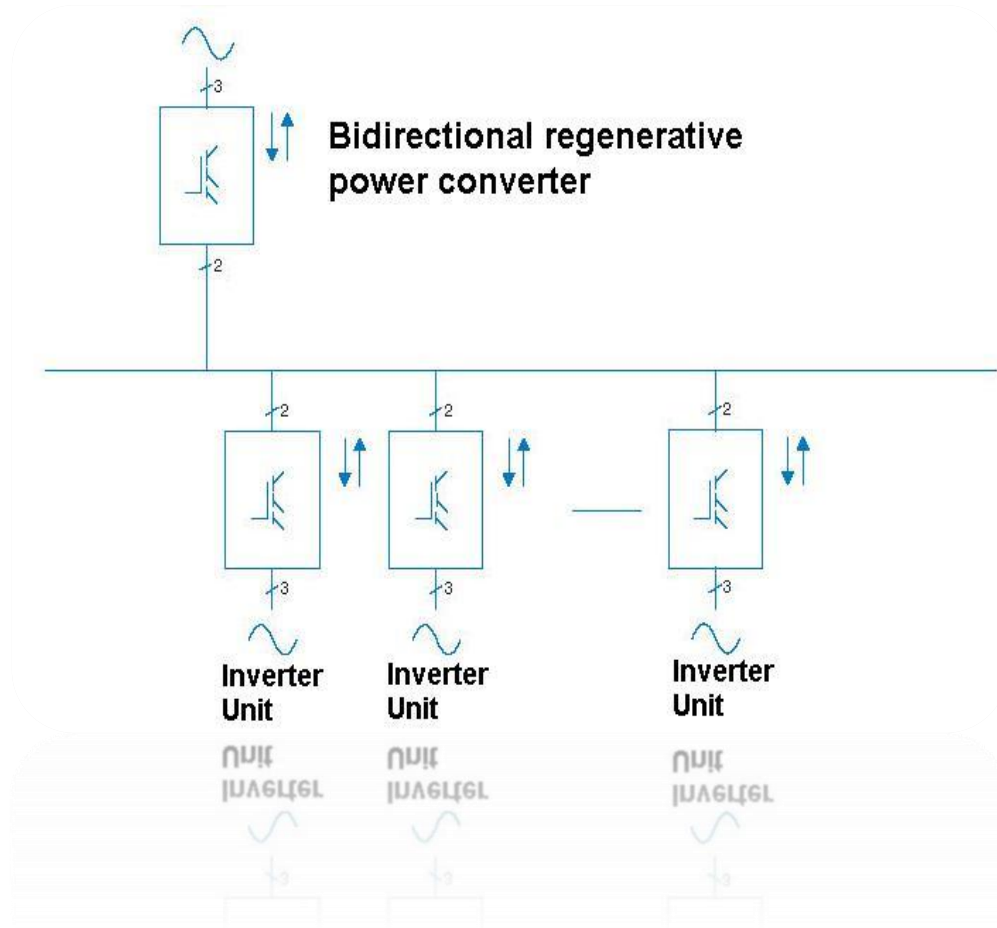 3
Bidirectional regenerative
power converter
2
2
2
2
3
3
3
Inverter
Unit
Inverter
Unit
Inverter
Unit